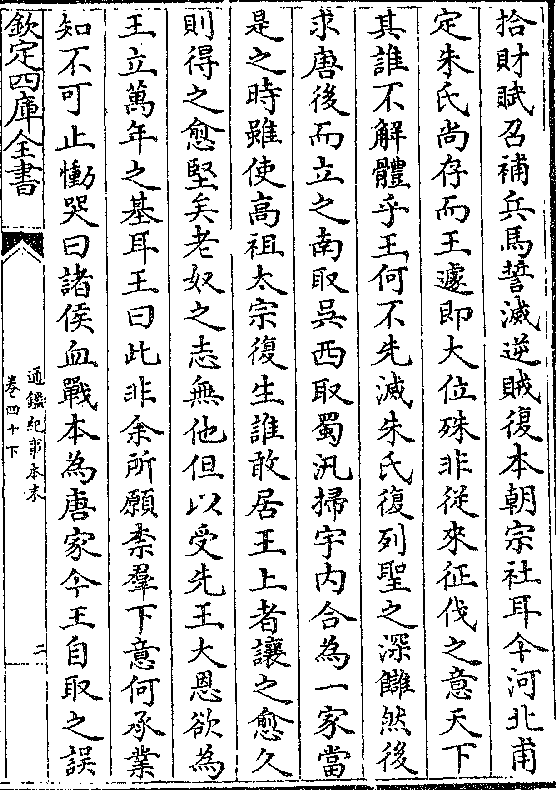 拾財賦召補兵馬誓滅逆賊復本朝宗社耳今河北甫
定朱氏尚存而王遽即大位殊非從來征伐之意天下
其誰不解體乎王何不先滅朱氏復列聖之深讎然後
求唐後而立之南取吳西取蜀汛掃宇内合為一家當
是之時雖使高祖太宗復生誰敢居王上者讓之愈久
則得之愈堅矣老奴之志無他但以受先王大恩欲為
王立萬年之基耳王曰此非余所願柰羣下意何承業
知不可止慟哭曰諸侯血戰本為唐家今王自取之誤
欽定四庫全書
通鑑紀事本末
卷四十下
二